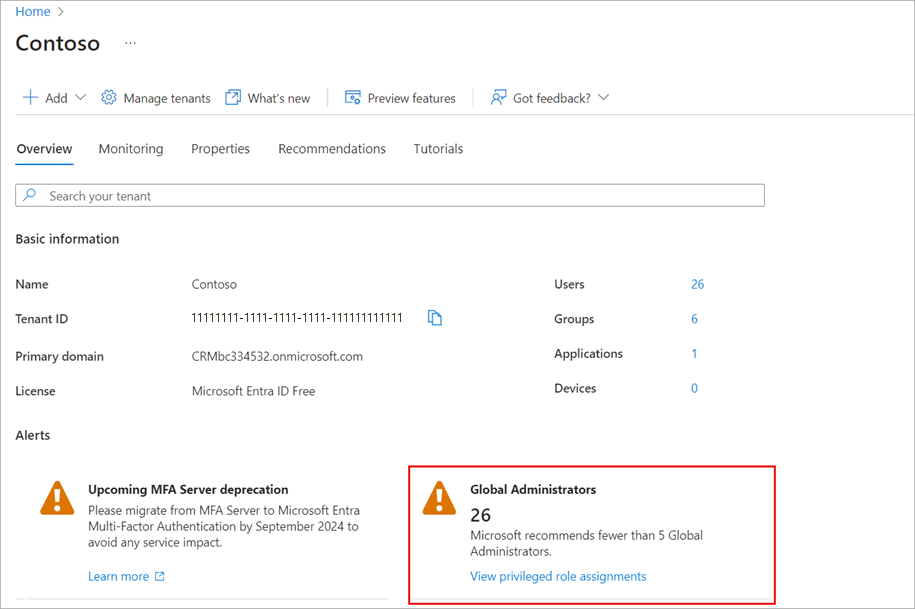 Home
Contoso ...
Add Manage tenants What's new Preview features Got feedback?
Overview Monitoring Properties Recommendations Tutorials
Search your tenant
Basic information
Name Contoso Users 26
Tenant ID 11111111-1111-1111-1111-111111111111 Groups 6
Primary domain CRMbc334532.onmicrosoft.com Applications 1
License Microsoft Entra ID Free Devices 0
Alerts
Upcoming MFA Server deprecation
Please migrate from MFA Server to Microsoft Entra
Multi-Factor Authentication by September 2024 to
avoid any service impact.
Learn more
Global Administrators
26
Microsoft recommends fewer than 5 Global
Administrators.
View privileged role assignments